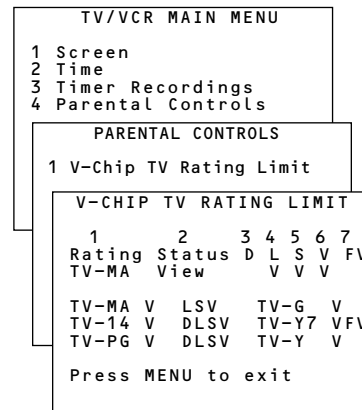 TV/VCR MAIN MENU
1 Screen
2 Time
3 Timer Recordings
4 Parental Controls
PARENTAL CONTROLS
1 V-Chip TV Rating Limit
V-CHIP TV RATING LIMIT
1 2 3 4 5 6 7
Rating Status D L S V FV
TV-MA View V V V
TV-MA V LSV TV-G V
TV-14 V DLSV TV-Y7 VFV
TV-PG V DLSV TV-Y V
Press MENU to exit